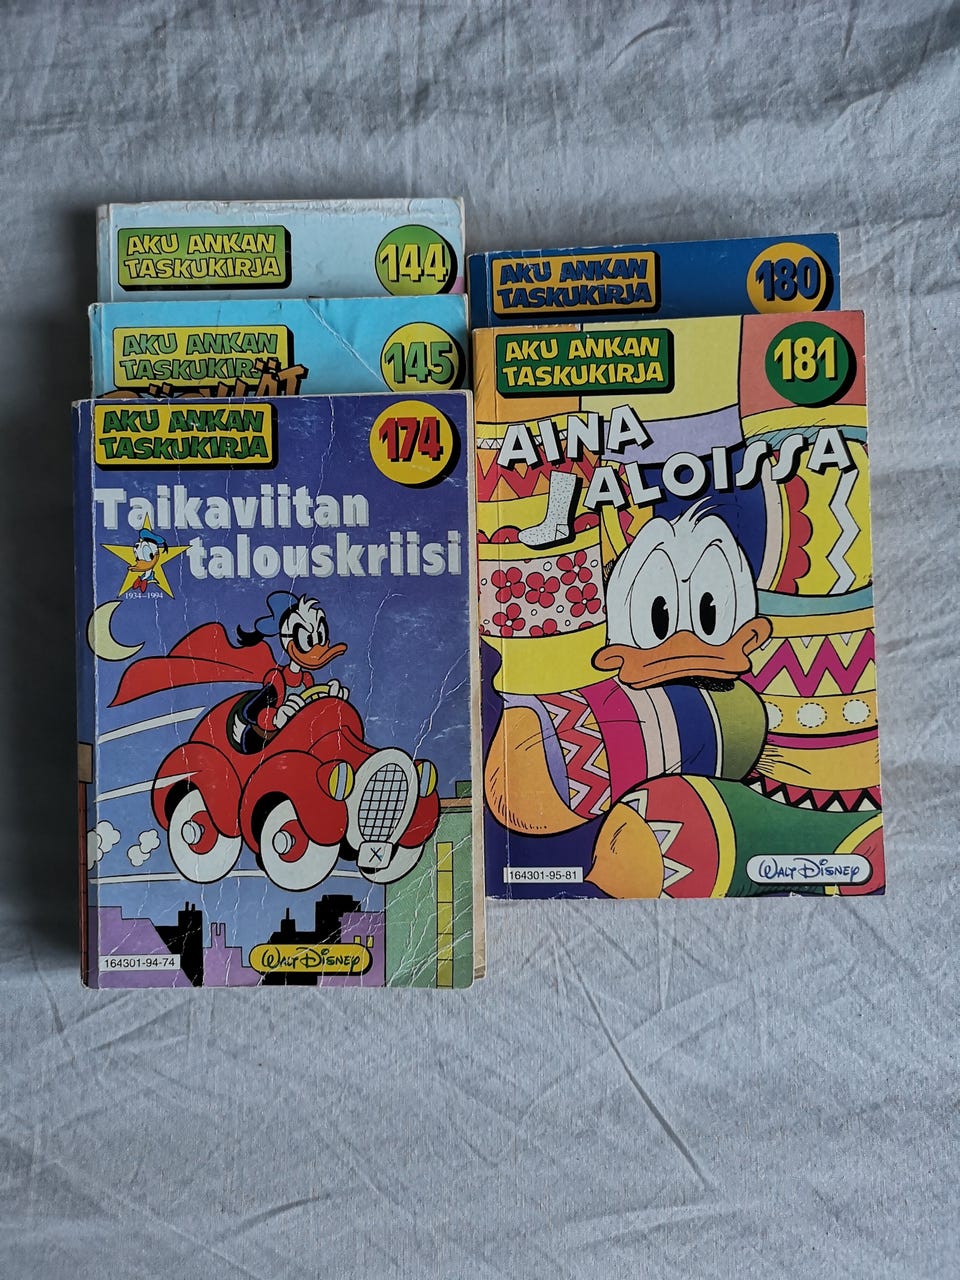 AKU ANKAN
TASKUKIRJA
144
AKU ANKAN
TASKUKIRJA
145
AKU ANKAN
TASKUKIRJA
174
Taikaviitan
talouskriisi
1934-1994
164301-94-74
WALT DISNEY
AKU ANKAN
TASKUKIRJA
180
AKU ANKAN
TASKUKIRJA
181
AINA
ALOISSA
164301-95-81
WALT DISNEY